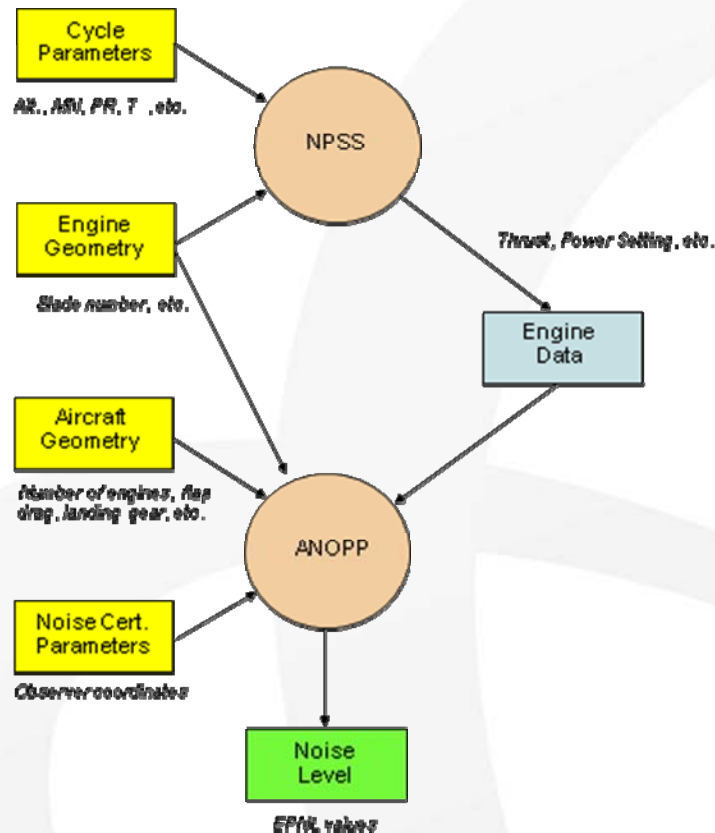 Cycle
Parameters
Alt., MN, PR, T , etc.
NPSS
Engine
Geometry
Thrust, Power Setting, etc.
Blade number, etc.
Engine
Data
Aircraft
Geometry
Number of engines, flap
drag, landing gear, etc.
ANOPP
Noise Cert.
Parameters
Observer coordinates
Noise
Level
EPNL values